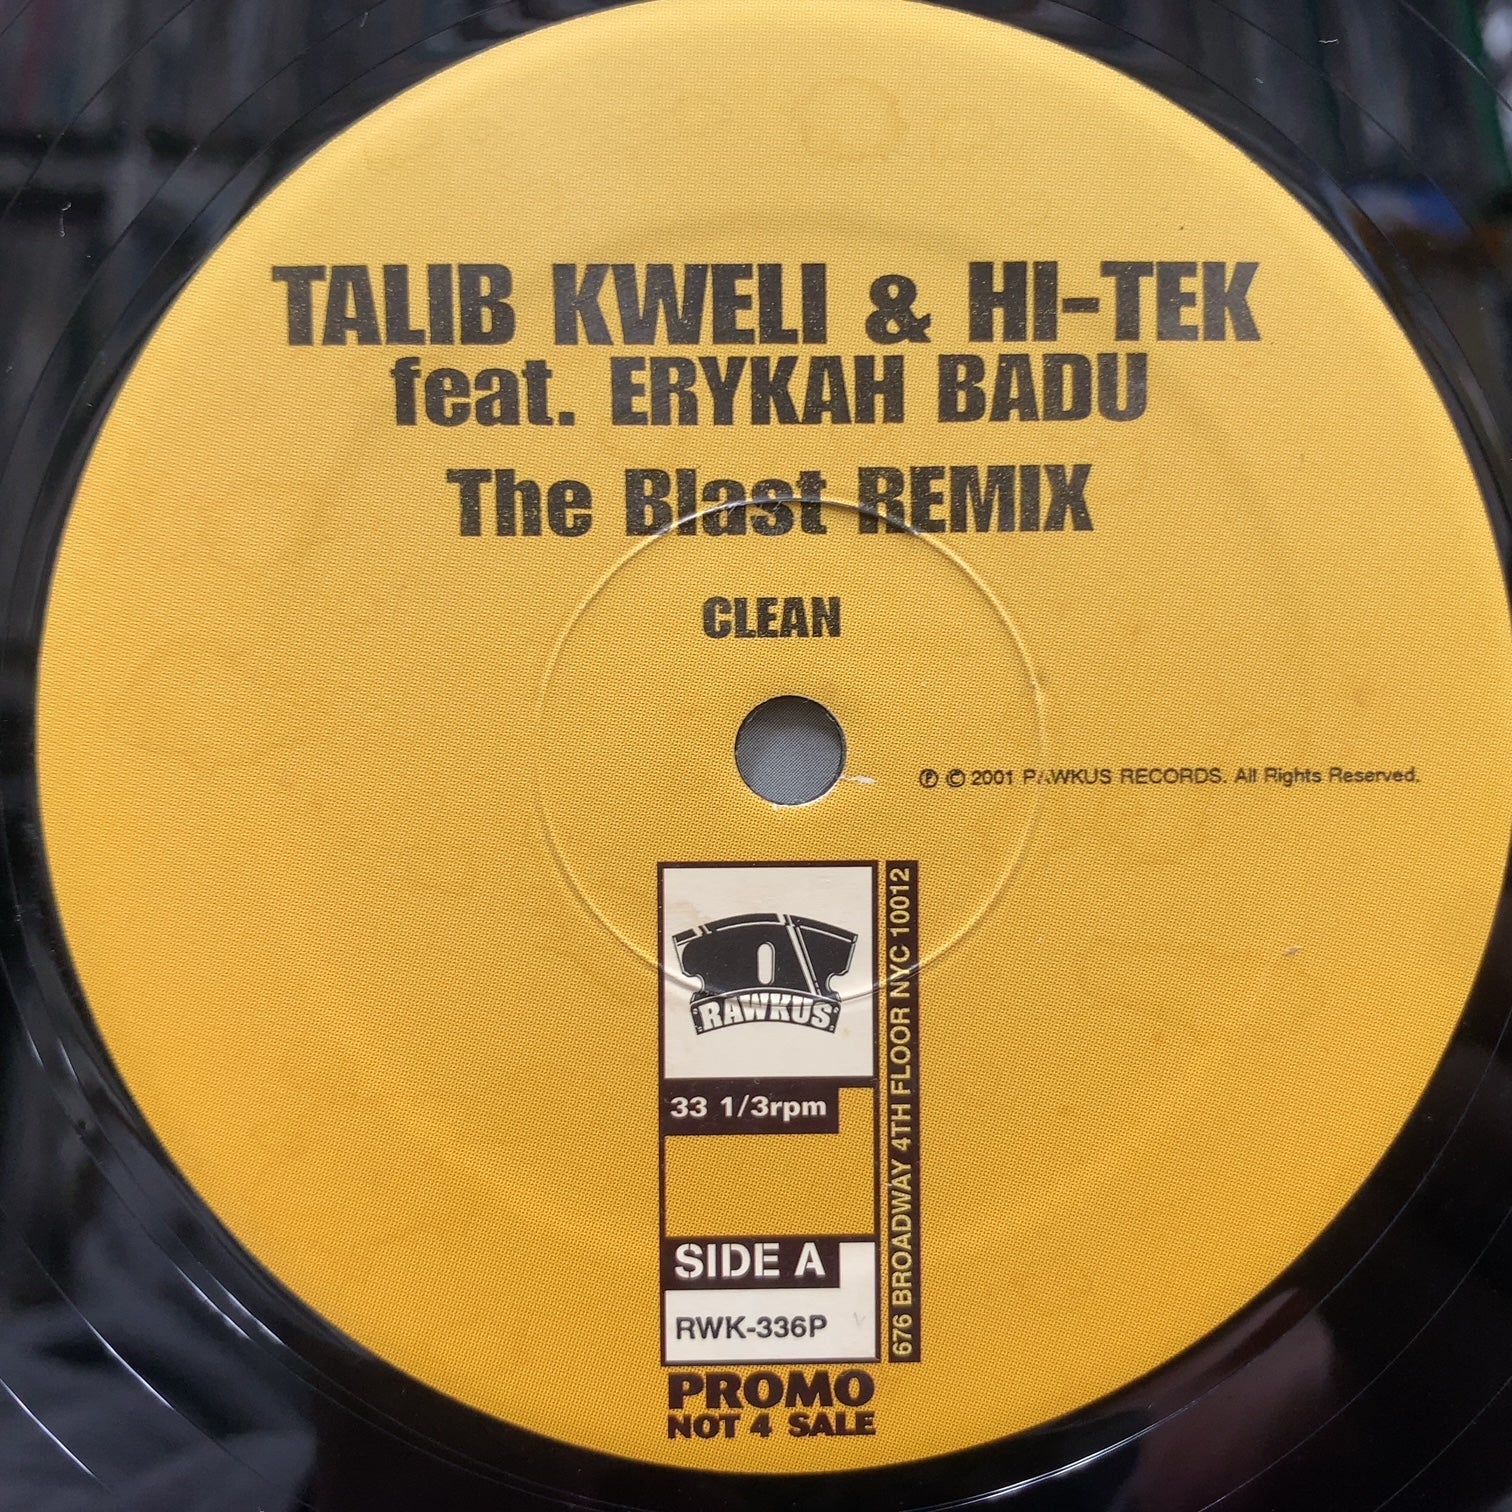 TALIB KWELI & HI-TEK
feat. ERYKAH BADU
The Blast REMIX
CLEAN
℗ © 2001 RAWKUS RECORDS. All Rights Reserved.
RAWKUS
33 1/3rpm
SIDE A
RWK-336P
676 BROADWAY 4TH FLOOR NYC 10012
PROMO
NOT 4 SALE